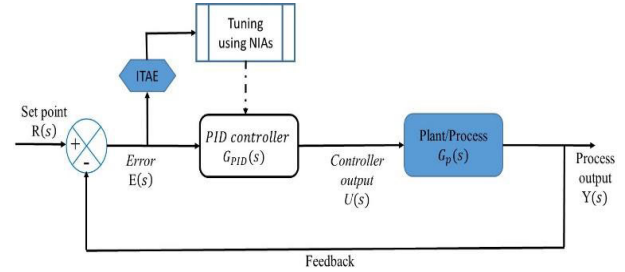 Tuning
using NIAs
ITAE
Set point
R(s)
+
-
Error
E(s)
PID controller
G_PID(s)
Controller
output
U(s)
Plant/Process
G_p(s)
Process
output
Y(s)
Feedback